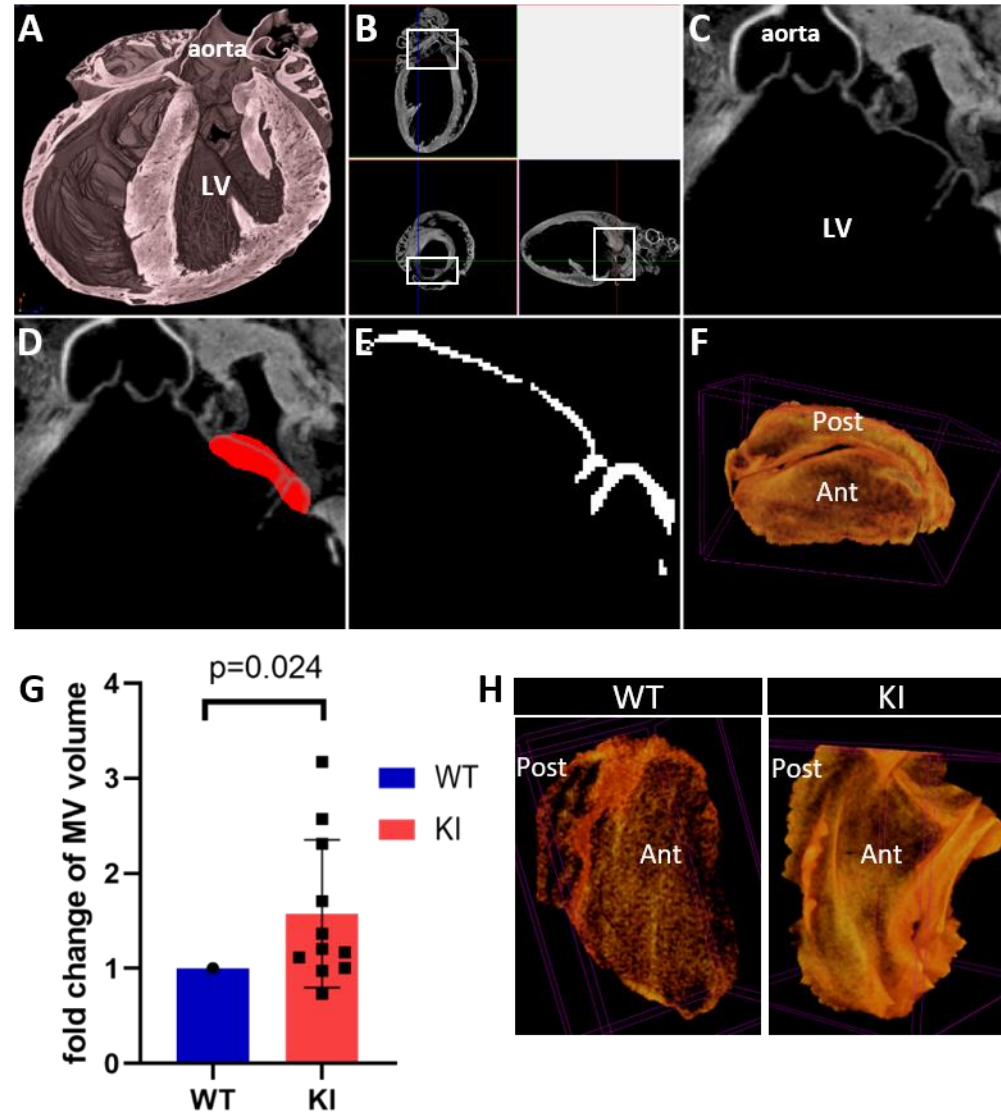 A
aorta
LV
B
C
aorta
LV
D
E
F
Post
Ant
G
p=0.024
fold change of MV volume
4
3
2
1
0
WT
KI
WT
KI
H
WT
KI
Post
Ant
Post
Ant